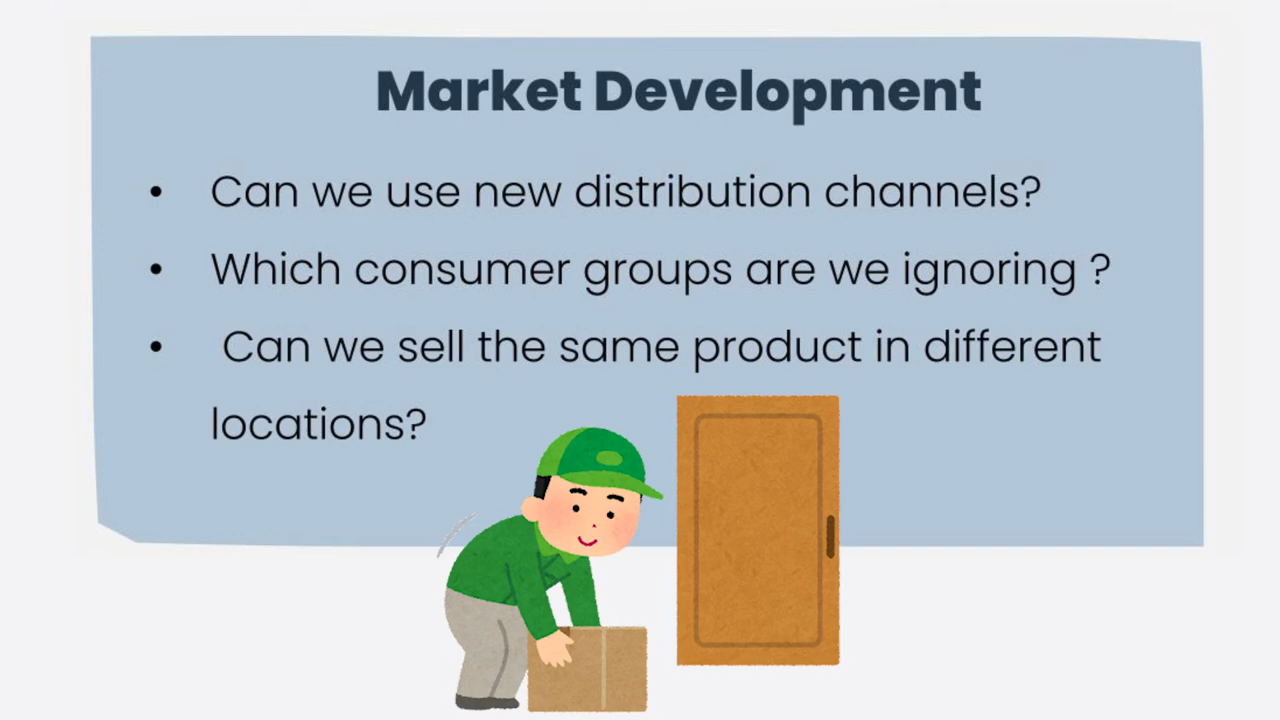 Market Development
• Can we use new distribution channels?
• Which consumer groups are we ignoring ?
• Can we sell the same product in different
locations?